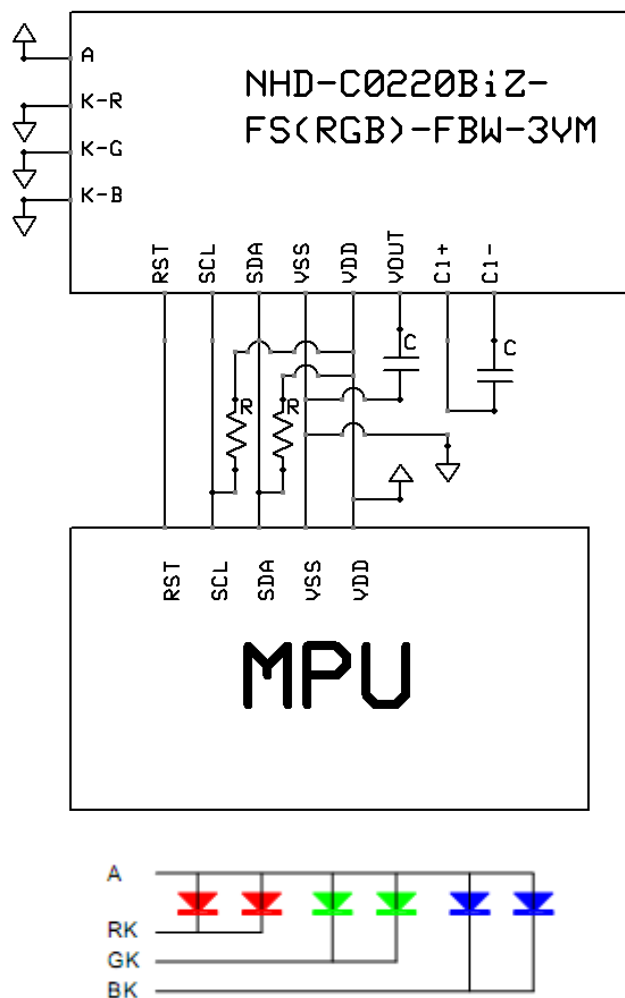 A
K-R
K-G
K-B
NHD-C0220BiZ-
FS(RGB)-FBW-3VM
RST
SCL
SDA
VSS
VDD
VOUT
C1+
C1-
C
C
R
R
RST
SCL
SDA
VSS
VDD
MPU
A
RK
GK
BK